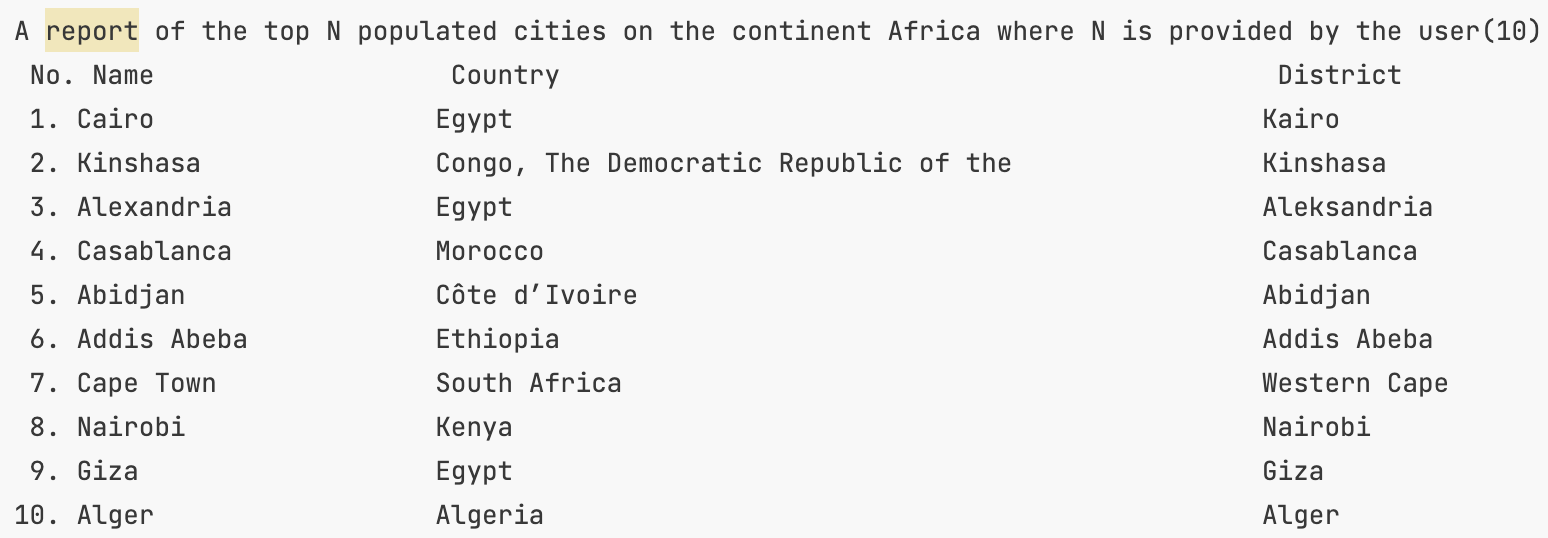 A report of the top N populated cities on the continent Africa where N is provided by the user(10)
No. Name Country District
1. Cairo Egypt Kairo
2. Kinshasa Congo, The Democratic Republic of the Kinshasa
3. Alexandria Egypt Aleksandria
4. Casablanca Morocco Casablanca
5. Abidjan Côte d’Ivoire Abidjan
6. Addis Abeba Ethiopia Addis Abeba
7. Cape Town South Africa Western Cape
8. Nairobi Kenya Nairobi
9. Giza Egypt Giza
10. Alger Algeria Alger